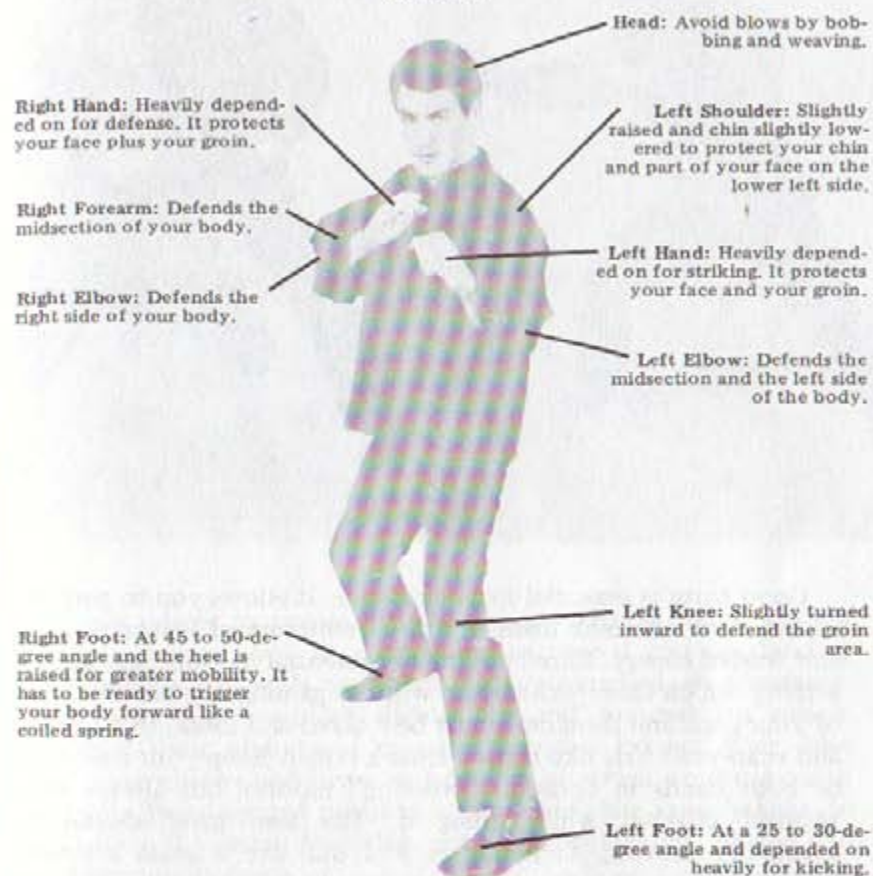 Head: Avoid blows by bob-
bing and weaving.
Right Hand: Heavily depend-
ed on for defense. It protects
your face plus your groin.
Left Shoulder: Slightly
raised and chin slightly low-
ered to protect your chin
and part of your face on the
lower left side.
Right Forearm: Defends the
midsection of your body.
Left Hand: Heavily depend-
ed on for striking. It protects
your face and your groin.
Right Elbow: Defends the
right side of your body.
Left Elbow: Defends the
midsection and the left side
of the body.
Left Knee: Slightly turned
inward to defend the groin
area.
Right Foot: At 45 to 50-de-
gree angle and the heel is
raised for greater mobility. It
has to be ready to trigger
your body forward like a
coiled spring.
Left Foot: At a 25 to 30-de-
gree angle and depended on
heavily for kicking.